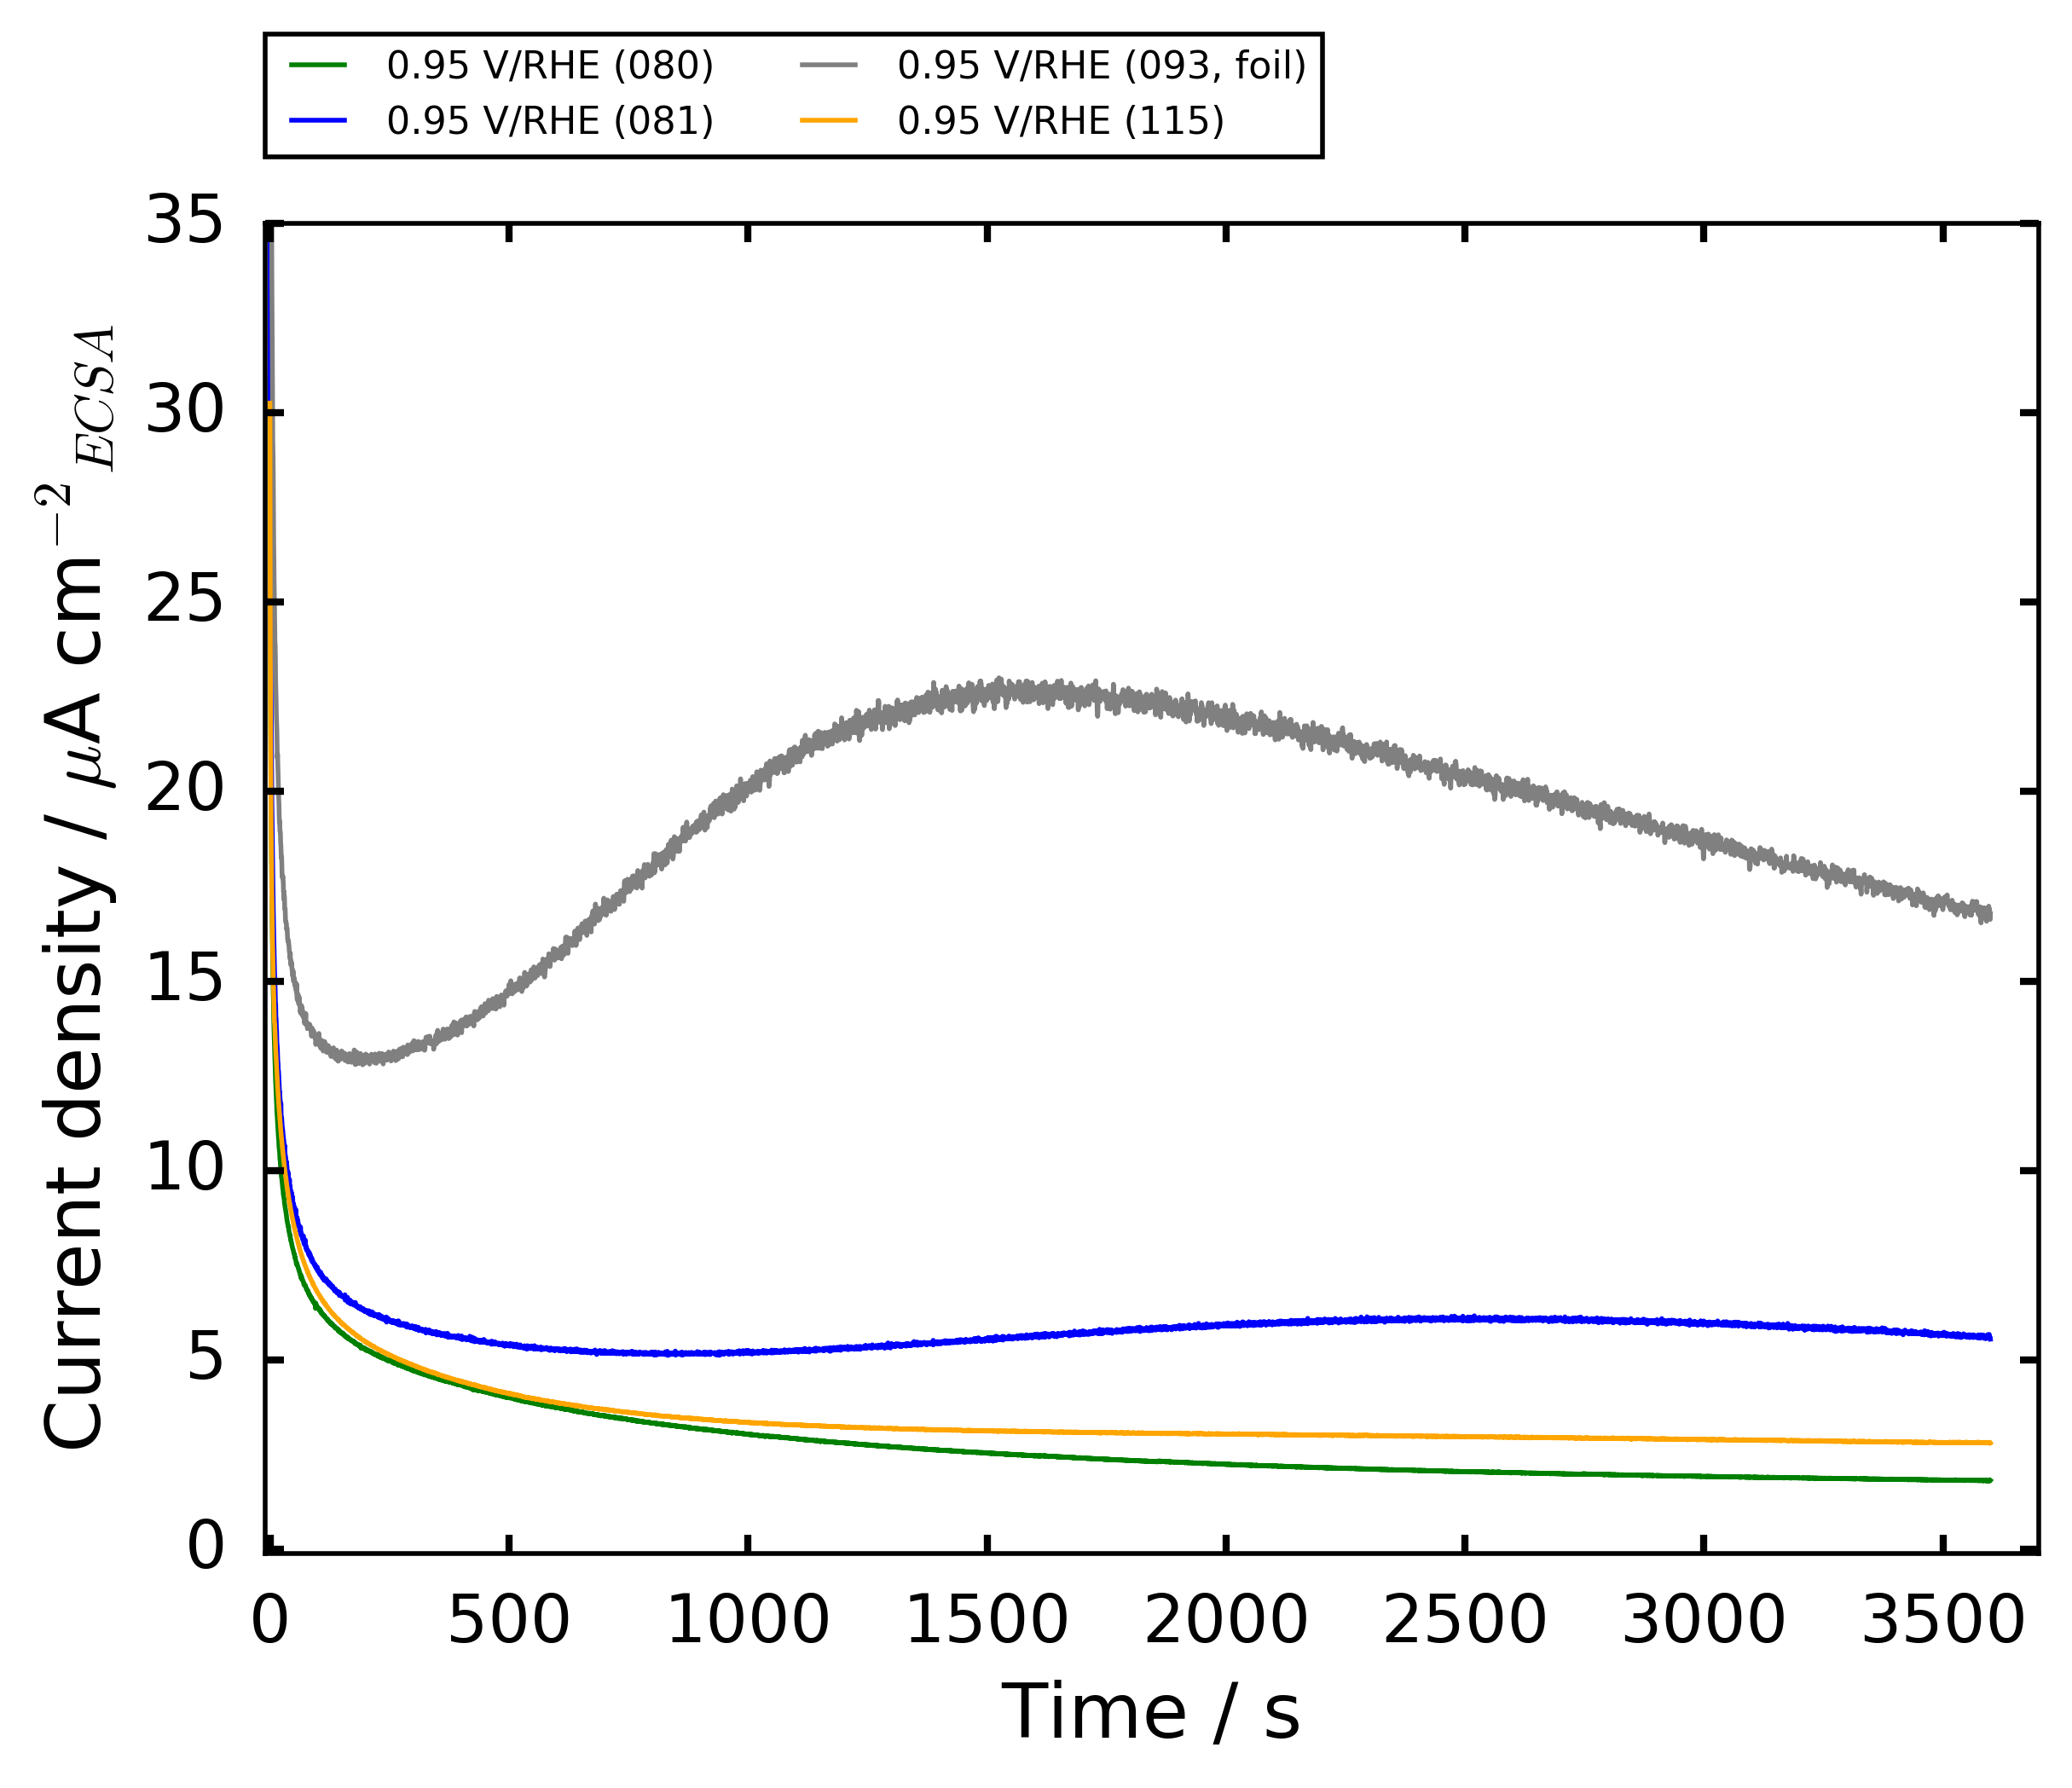 0.95 V/RHE (080)
0.95 V/RHE (081)
0.95 V/RHE (093, foil)
0.95 V/RHE (115)
Current density / μA cm⁻² ECSA
35
30
25
20
15
10
5
0
0 500 1000 1500 2000 2500 3000 3500
Time / s